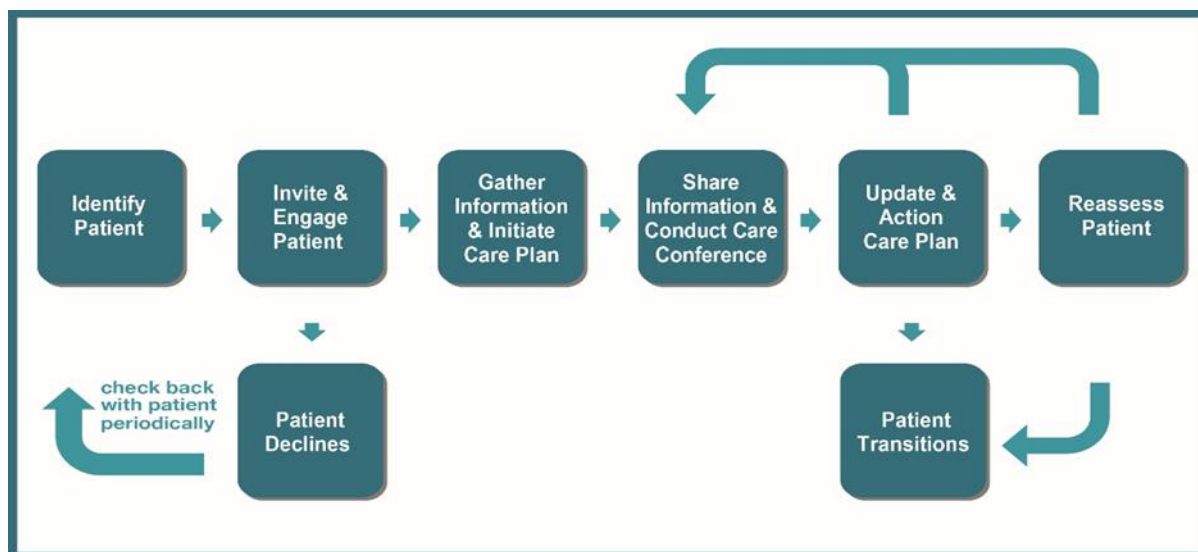 Identify
Patient
Invite &
Engage
Patient
Gather
Information
& Initiate
Care Plan
Share
Information &
Conduct Care
Conference
Update &
Action
Care Plan
Reassess
Patient
check back
with patient
periodically
Patient
Declines
Patient
Transitions